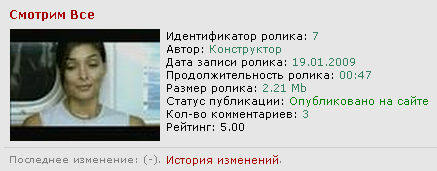 Смотрим Все
Идентификатор ролика: 7
Автор: Конструктор
Дата записи ролика: 19.01.2009
Продолжительность ролика: 00:47
Размер ролика: 2.21 Mb
Статус публикации: Опубликовано на сайте
Кол-во комментариев: 3
Рейтинг: 5.00
Последнее изменение: (-). История изменений.